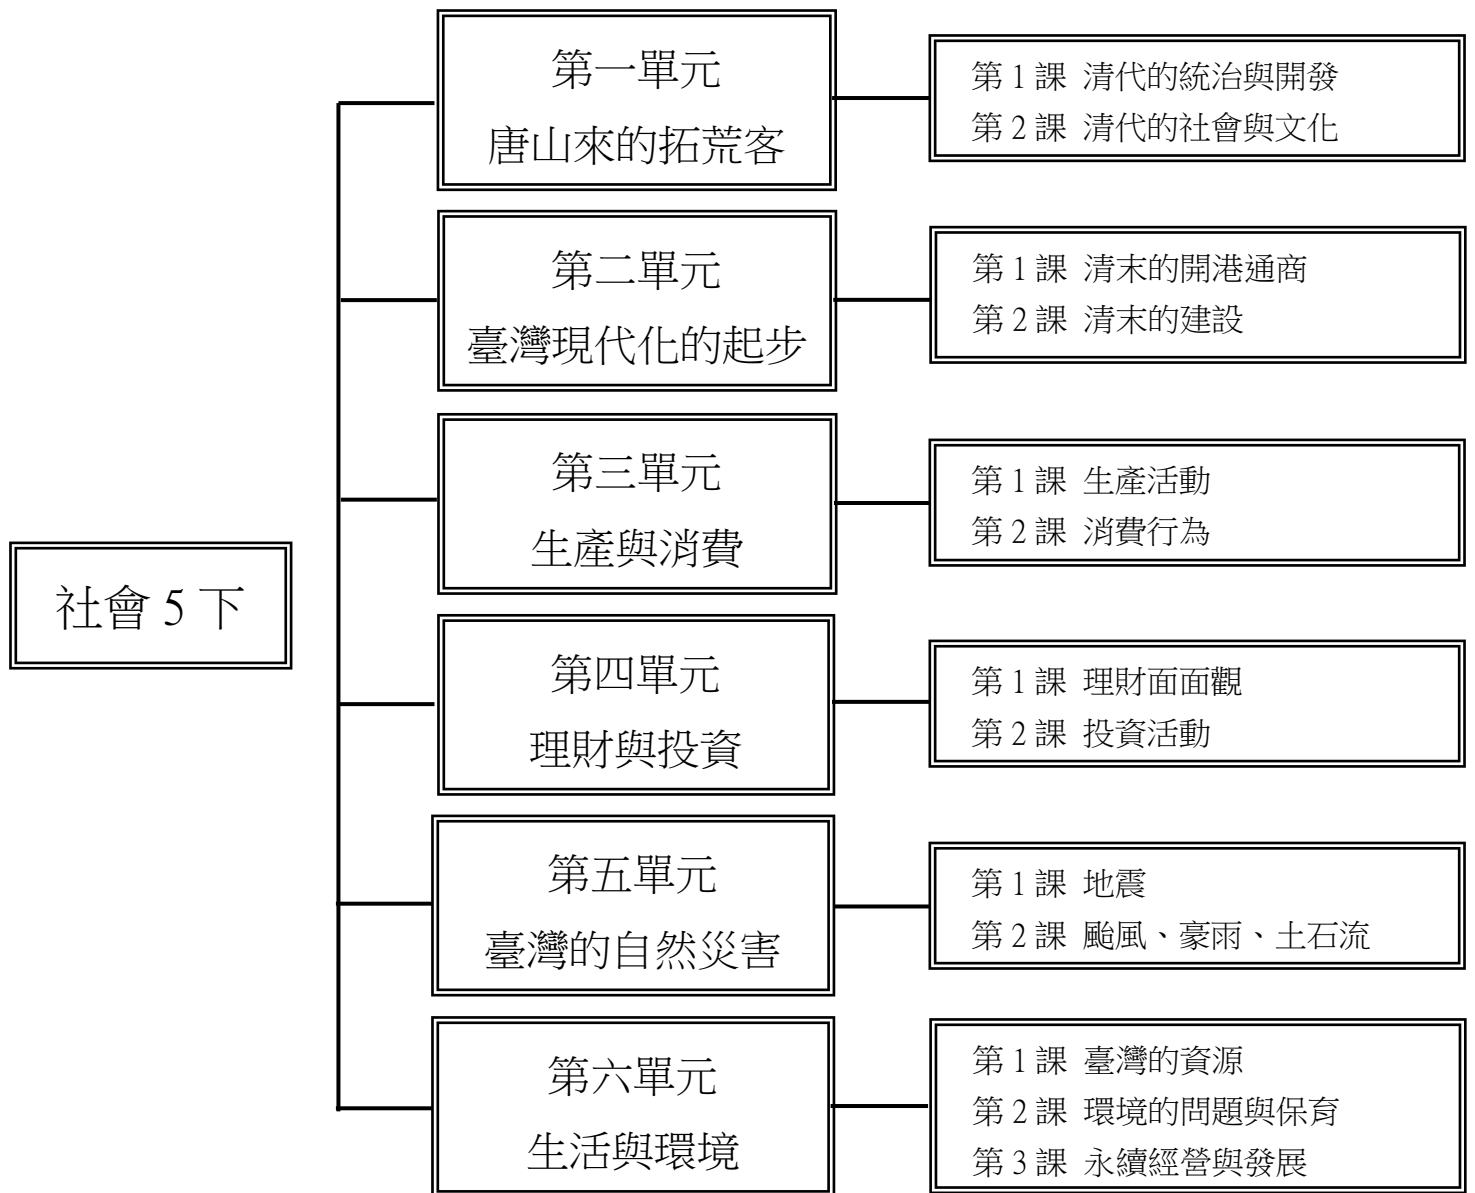 社會 5 下
第一單元
唐山來的拓荒客
第 1 課 清代的統治與開發
第 2 課 清代的社會與文化
第二單元
臺灣現代化的起步
第 1 課 清末的開港通商
第 2 課 清末的建設
第三單元
生產與消費
第 1 課 生產活動
第 2 課 消費行為
第四單元
理財與投資
第 1 課 理財面面觀
第 2 課 投資活動
第五單元
臺灣的自然災害
第 1 課 地震
第 2 課 颱風、豪雨、土石流
第六單元
生活與環境
第 1 課 臺灣的資源
第 2 課 環境的問題與保育
第 3 課 永續經營與發展